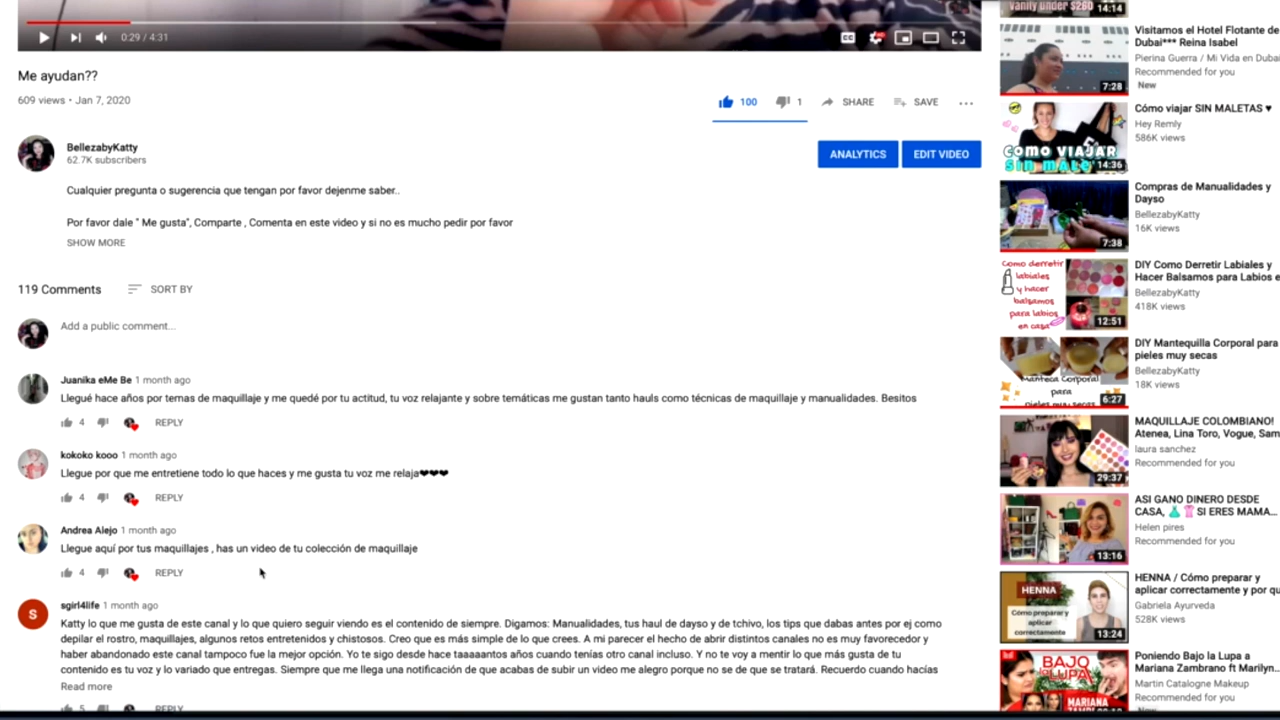 0:29 / 4:31
Me ayudan??
609 views • Jan 7, 2020
100
1
SHARE
SAVE
BellezabyKatty
62.7K subscribers
ANALYTICS
EDIT VIDEO
Cualquier pregunta o sugerencia que tengan por favor dejenme saber..
Por favor dale " Me gusta", Comparte , Comenta en este video y si no es mucho pedir por favor
SHOW MORE
119 Comments
SORT BY
Add a public comment...
Juanika eMe Be 1 month ago
Llegué hace años por temas de maquillaje y me quedé por tu actitud, tu voz relajante y sobre temáticas me gustan tanto hauls como técnicas de maquillaje y manualidades. Besitos
4
REPLY
kokoko kooo 1 month ago
Llegue por que me entretiene todo lo que haces y me gusta tu voz me relaja❤❤❤
4
REPLY
Andrea Alejo 1 month ago
Llegue aquí por tus maquillajes , has un video de tu colección de maquillaje
4
REPLY
S
sgirl4life 1 month ago
Katty lo que me gusta de este canal y lo que quiero seguir viendo es el contenido de siempre. Digamos: Manualidades, tus haul de dayso y de tchivo, los tips que dabas antes por ej como
depilar el rostro, maquillajes, algunos retos entretenidos y chistosos. Creo que es más simple de lo que crees. A mi parecer el hecho de abrir distintos canales no es muy favorecedor y
haber abandonado este canal tampoco fue la mejor opción. Yo te sigo desde hace taaaaantos años cuando tenías otro canal incluso. Y no te voy a mentir lo que más gusta de tu
contenido es tu voz y lo variado que entregas. Siempre que me llega una notificación de que acabas de subir un video me alegro porque no se de que se tratará. Recuerdo cuando hacías
Read more
5
REPLY
vanity under $260
14:14
Visitamos el Hotel Flotante de
Dubai*** Reina Isabel
Pierina Guerra / Mi Vida en Dubai
Recommended for you
New
7:28
Cómo viajar SIN MALETAS ♥
Hey Remly
586K views
COMO VIAJAR
SIN MALE
14:36
Compras de Manualidades y
Dayso
BellezabyKatty
16K views
7:38
DIY Como Derretir Labiales y
Hacer Balsamos para Labios e
BellezabyKatty
418K views
como derretir
labiales
y hacer
balsamos
para labios
en casa
12:51
DIY Mantequilla Corporal para
pieles muy secas
BellezabyKatty
18K views
Manteca Corporal
para
pieles muy secas
6:27
MAQUILLAJE COLOMBIANO!
Atenea, Lina Toro, Vogue, Sam
laura sanchez
Recommended for you
29:37
ASI GANO DINERO DESDE
CASA, 👗👚SI ERES MAMA...
Helen pires
Recommended for you
13:16
HENNA / Cómo preparar y
aplicar correctamente y por qu
Gabriela Ayurveda
528K views
HENNA
Cómo preparar y
aplicar
correctamente
13:24
Poniendo Bajo la Lupa a
Mariana Zambrano ft Marilyn...
Martin Catalogne Makeup
Recommended for you
BAJO
LUPA
MARIANA